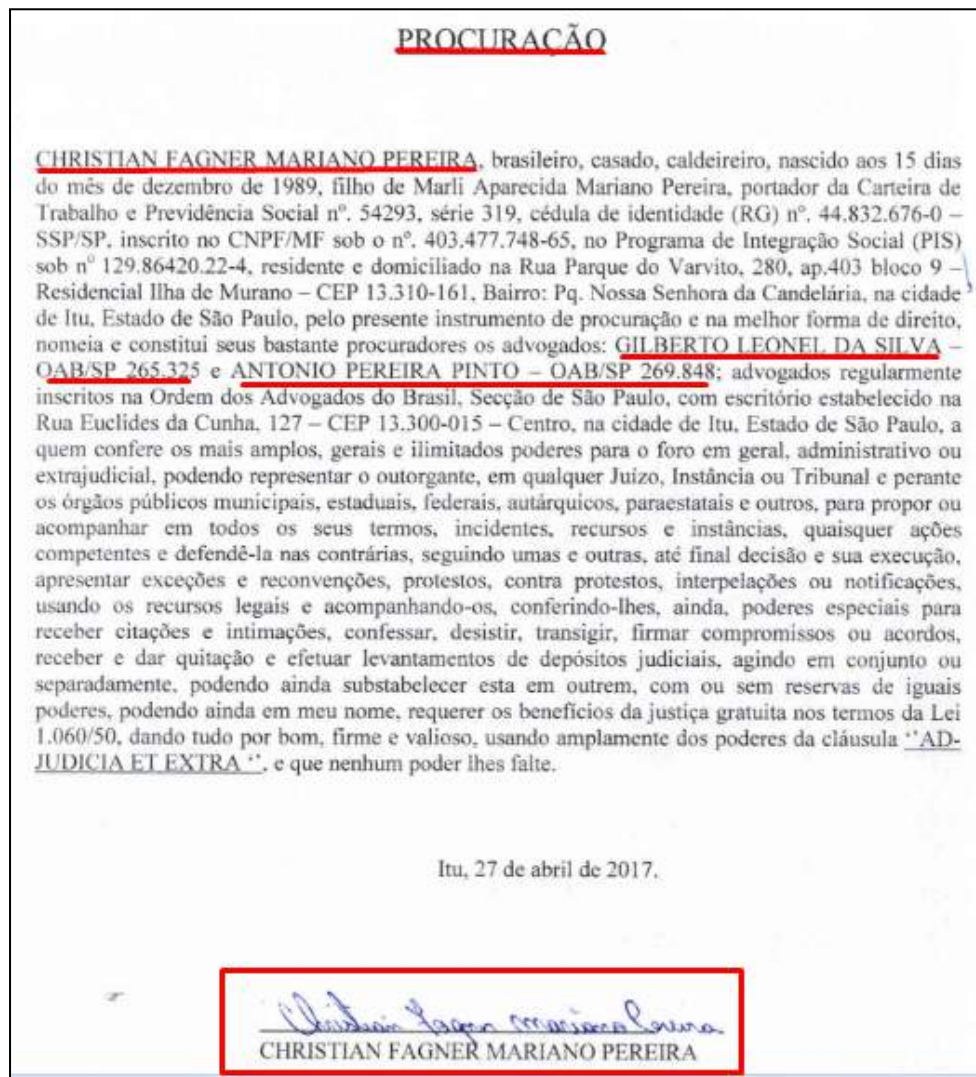 PROCURAÇÃO
CHRISTIAN FAGNER MARIANO PEREIRA, brasileiro, casado, caldeireiro, nascido aos 15 dias
do mês de dezembro de 1989, filho de Marli Aparecida Mariano Pereira, portador da Carteira de
Trabalho e Previdência Social nº. 54293, série 319, cédula de identidade (RG) nº. 44.832.676-0 –
SSP/SP, inscrito no CNPF/MF sob o nº. 403.477.748-65, no Programa de Integração Social (PIS)
sob nº 129.86420.22-4, residente e domiciliado na Rua Parque do Varvito, 280, ap.403 bloco 9 –
Residencial Ilha de Murano – CEP 13.310-161, Bairro: Pq. Nossa Senhora da Candelária, na cidade
de Itu, Estado de São Paulo, pelo presente instrumento de procuração e na melhor forma de direito,
nomeia e constitui seus bastante procuradores os advogados: GILBERTO LEONEL DA SILVA –
OAB/SP 265.325 e ANTONIO PEREIRA PINTO – OAB/SP 269.848; advogados regularmente
inscritos na Ordem dos Advogados do Brasil, Secção de São Paulo, com escritório estabelecido na
Rua Euclides da Cunha, 127 – CEP 13.300-015 – Centro, na cidade de Itu, Estado de São Paulo, a
quem confere os mais amplos, gerais e ilimitados poderes para o foro em geral, administrativo ou
extrajudicial, podendo representar o outorgante, em qualquer Juízo, Instância ou Tribunal e perante
os órgãos públicos municipais, estaduais, federais, autárquicos, paraestatais e outros, para propor ou
acompanhar em todos os seus termos, incidentes, recursos e instâncias, quaisquer ações
competentes e defendê-la nas contrárias, seguindo umas e outras, até final decisão e sua execução,
apresentar exceções e reconvenções, protestos, contra protestos, interpelações ou notificações,
usando os recursos legais e acompanhando-os, conferindo-lhes, ainda, poderes especiais para
receber citações e intimações, confessar, desistir, transigir, firmar compromissos ou acordos,
receber e dar quitação e efetuar levantamentos de depósitos judiciais, agindo em conjunto ou
separadamente, podendo ainda substabelecer esta em outrem, com ou sem reservas de iguais
poderes, podendo ainda em meu nome, requerer os benefícios da justiça gratuita nos termos da Lei
1.060/50, dando tudo por bom, firme e valioso, usando amplamente dos poderes da cláusula "AD-
JUDICIA ET EXTRA ", e que nenhum poder lhes falte.
Itu, 27 de abril de 2017.
Christian Fagner Mariano Pereira
CHRISTIAN FAGNER MARIANO PEREIRA